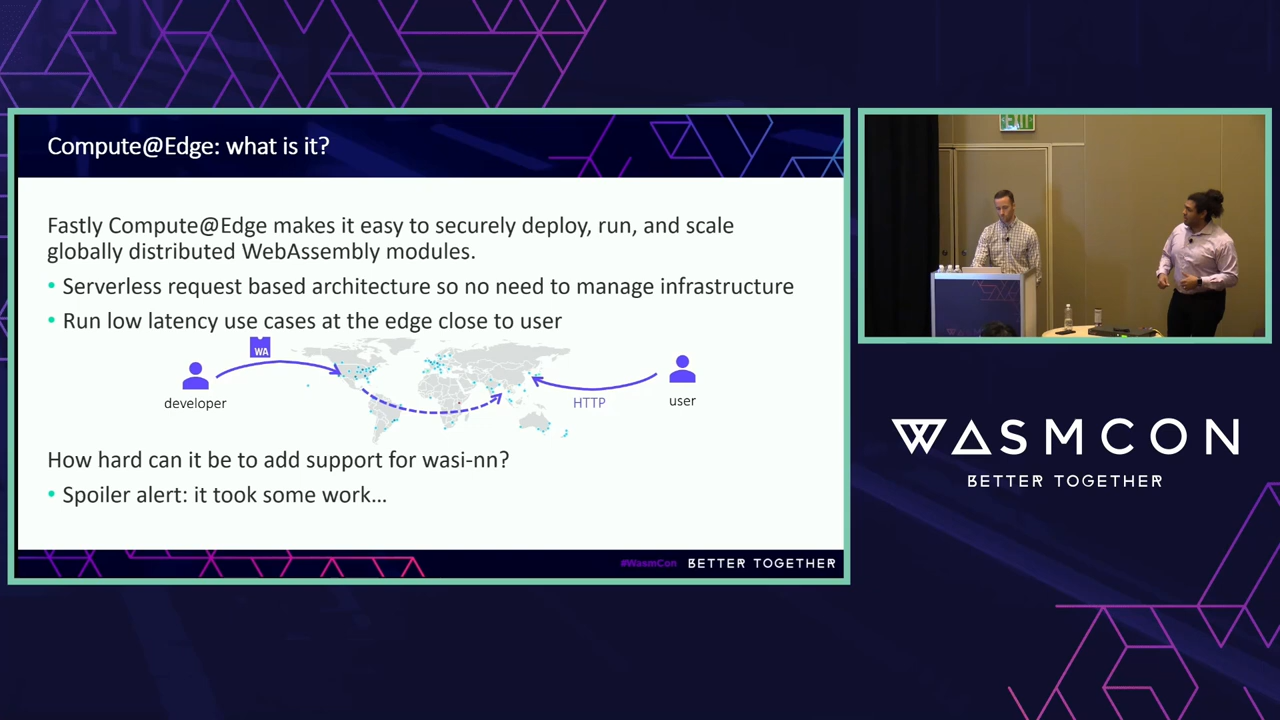 Compute@Edge: what is it?
Fastly Compute@Edge makes it easy to securely deploy, run, and scale
globally distributed WebAssembly modules.
• Serverless request based architecture so no need to manage infrastructure
• Run low latency use cases at the edge close to user
WA
developer
HTTP
user
How hard can it be to add support for wasi-nn?
• Spoiler alert: it took some work...
#WasmCon BETTER TOGETHER
EXIT
WASMCON
BETTER TOGETHER